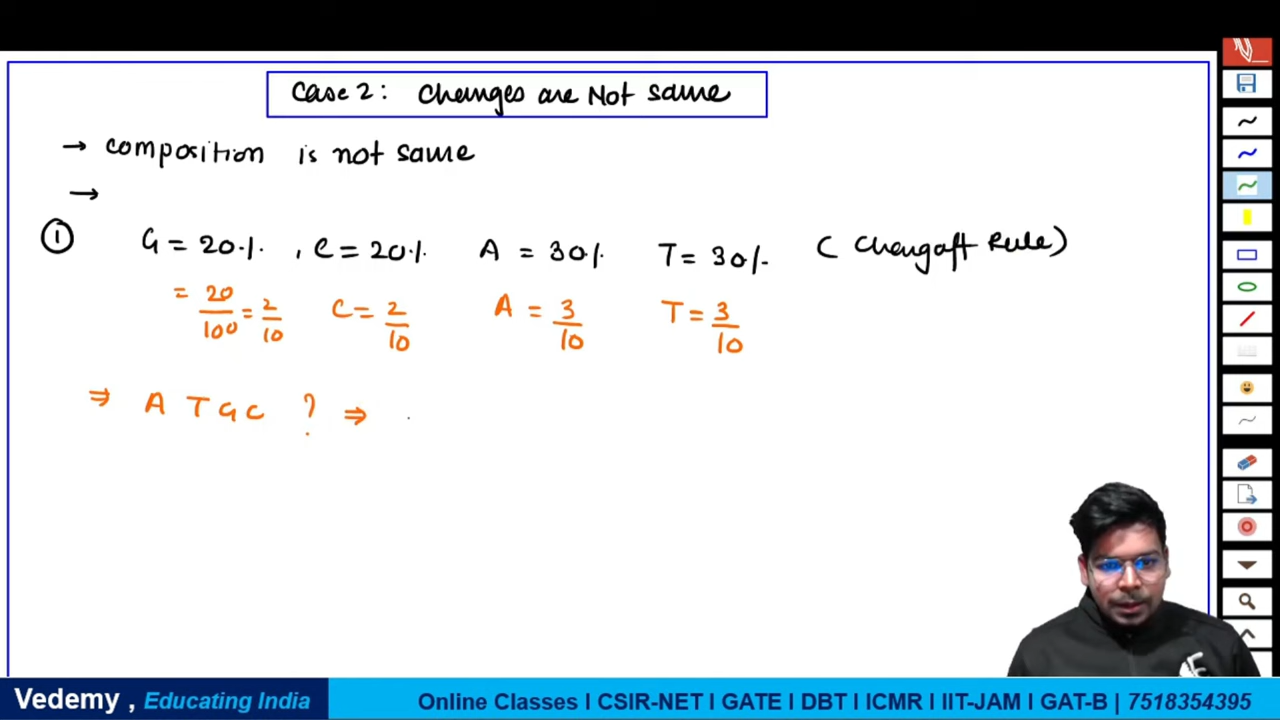 Case 2: Changes are Not same
→ composition is not same
→
① G = 20%, C = 20% A = 30% T = 30% (Chargaff Rule)
= 20/100 = 2/10 C = 2/10 A = 3/10 T = 3/10
⇒ A T G C ? ⇒
Vedemy , Educating India
Online Classes I CSIR-NET I GATE I DBT I ICMR I IIT-JAM I GAT-B I 7518354395